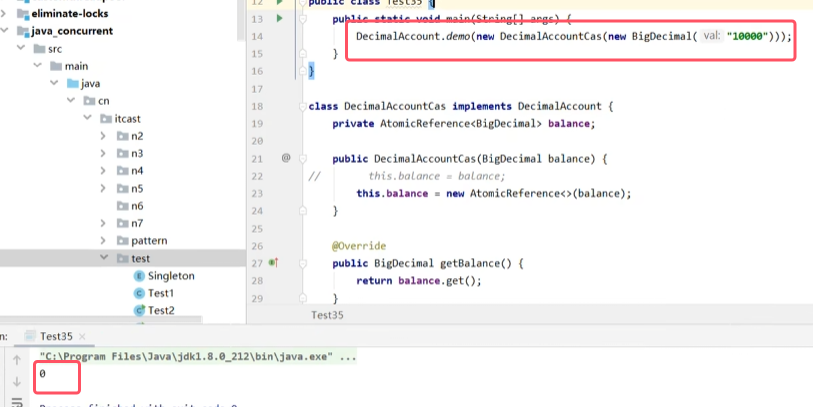 eliminate-locks
java_concurrent
src
main
java
cn
itcast
n2
n3
n4
n5
n6
n7
pattern
test
Singleton
Test1
Test2
12 public class Test35 {
13 public static void main(String[] args) {
14 DecimalAccount.demo(new DecimalAccountCas(new BigDecimal( val: "10000")));
15 }
16 }
17
18 class DecimalAccountCas implements DecimalAccount {
19 private AtomicReference<BigDecimal> balance;
20
21 @ public DecimalAccountCas(BigDecimal balance) {
22 // this.balance = balance;
23 this.balance = new AtomicReference<>(balance);
24 }
25
26 @Override
27 public BigDecimal getBalance() {
28 return balance.get();
29 }
Test35
n: Test35
"C:\Program Files\Java\jdk1.8.0_212\bin\java.exe" ...
0